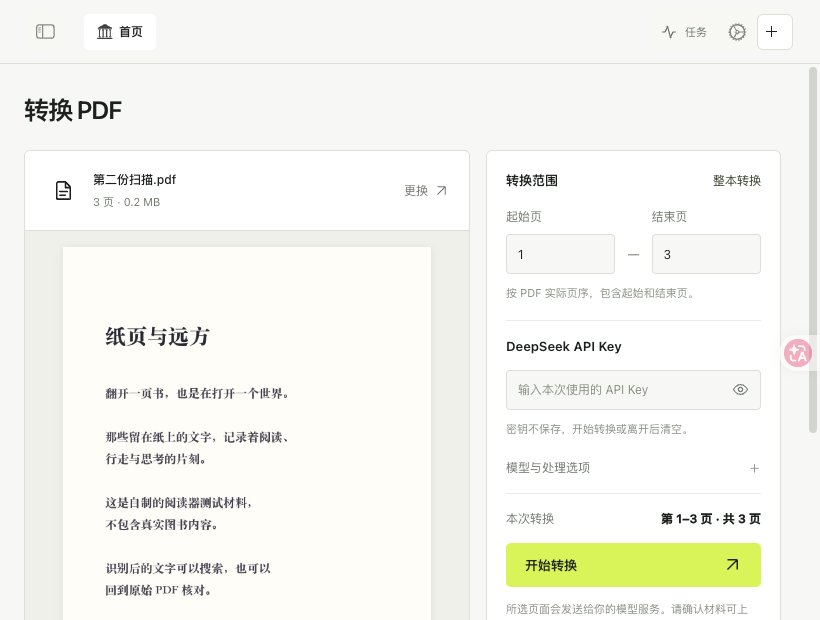 首页
任务
转换 PDF
第二份扫描.pdf
3 页 · 0.2 MB
更换
纸页与远方
翻开一页书，也是在打开一个世界。
那些留在纸上的文字，记录着阅读、
行走与思考的片刻。
这是自制的阅读器测试材料，
不包含真实图书内容。
识别后的文字可以搜索，也可以
回到原始 PDF 核对。
转换范围
整本转换
起始页
结束页
1
—
3
按 PDF 实际页序，包含起始和结束页。
DeepSeek API Key
输入本次使用的 API Key
密钥不保存，开始转换或离开后清空。
模型与处理选项
本次转换
第 1–3 页 · 共 3 页
开始转换
所选页面会发送给你的模型服务。请确认材料可上